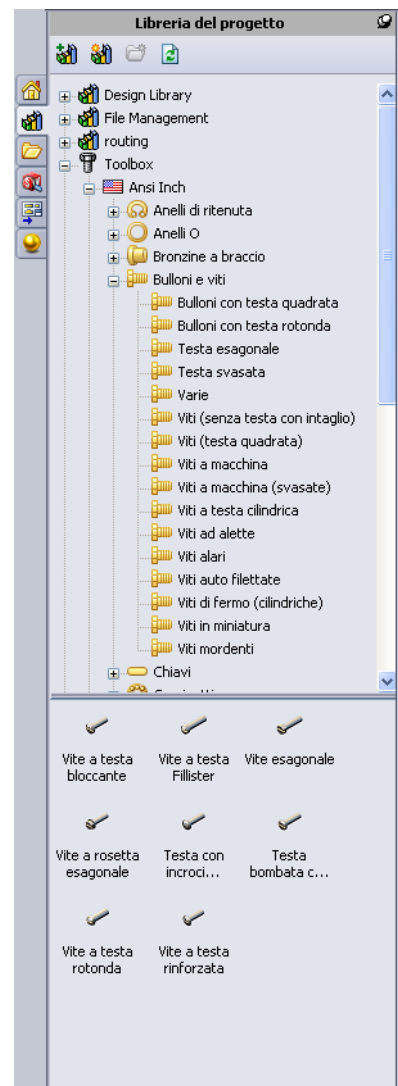 Libreria del progetto
Design Library
File Management
routing
Toolbox
Ansi Inch
Anelli di ritenuta
Anelli O
Bronzine a braccio
Bulloni e viti
Bulloni con testa quadrata
Bulloni con testa rotonda
Testa esagonale
Testa svasata
Varie
Viti (senza testa con intaglio)
Viti (testa quadrata)
Viti a macchina
Viti a macchina (svasate)
Viti a testa cilindrica
Viti ad alette
Viti alari
Viti auto filettate
Viti di fermo (cilindriche)
Viti in miniatura
Viti mordenti
Chiavi
Vite a testa
bloccante
Vite a testa
Fillister
Vite esagonale
Vite a rosetta
esagonale
Testa con
incroci...
Testa
bombata c...
Vite a testa
rotonda
Vite a testa
rinforzata